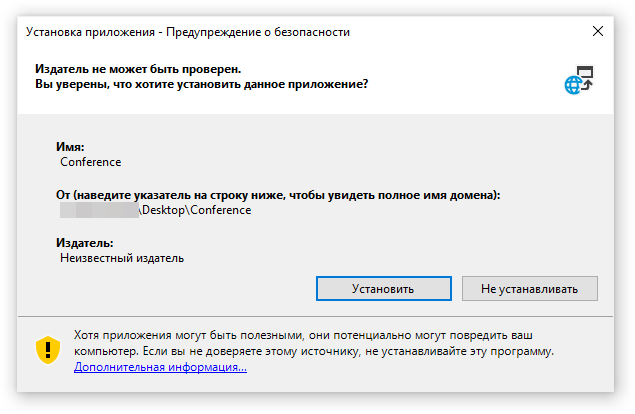 Установка приложения - Предупреждение о безопасности
Издатель не может быть проверен.
Вы уверены, что хотите установить данное приложение?
Имя:
Conference
От (наведите указатель на строку ниже, чтобы увидеть полное имя домена):
\Desktop\Conference
Издатель:
Неизвестный издатель
Установить
Не устанавливать
Хотя приложения могут быть полезными, они потенциально могут повредить ваш
компьютер. Если вы не доверяете этому источнику, не устанавливайте эту программу.
Дополнительная информация...